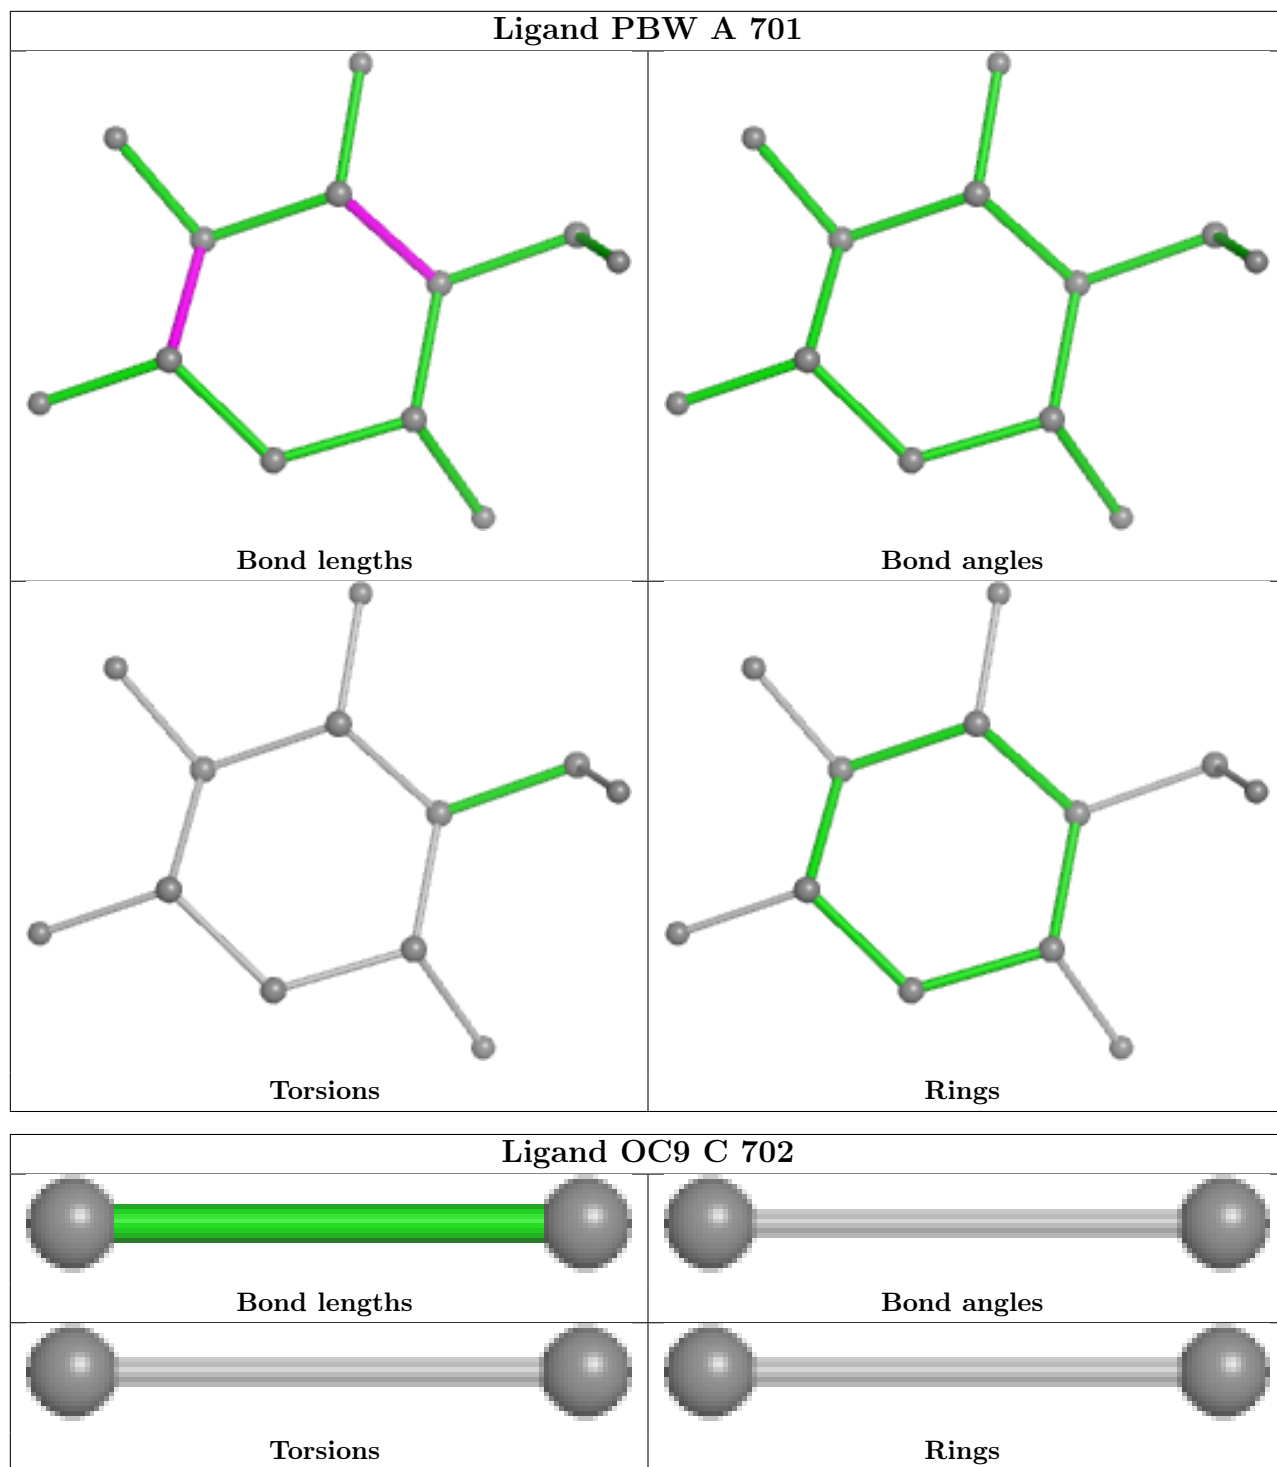 Ligand PBW A 701
Bond lengths
Bond angles
Torsions
Rings
Ligand OC9 C 702
Bond lengths
Bond angles
Torsions
Rings